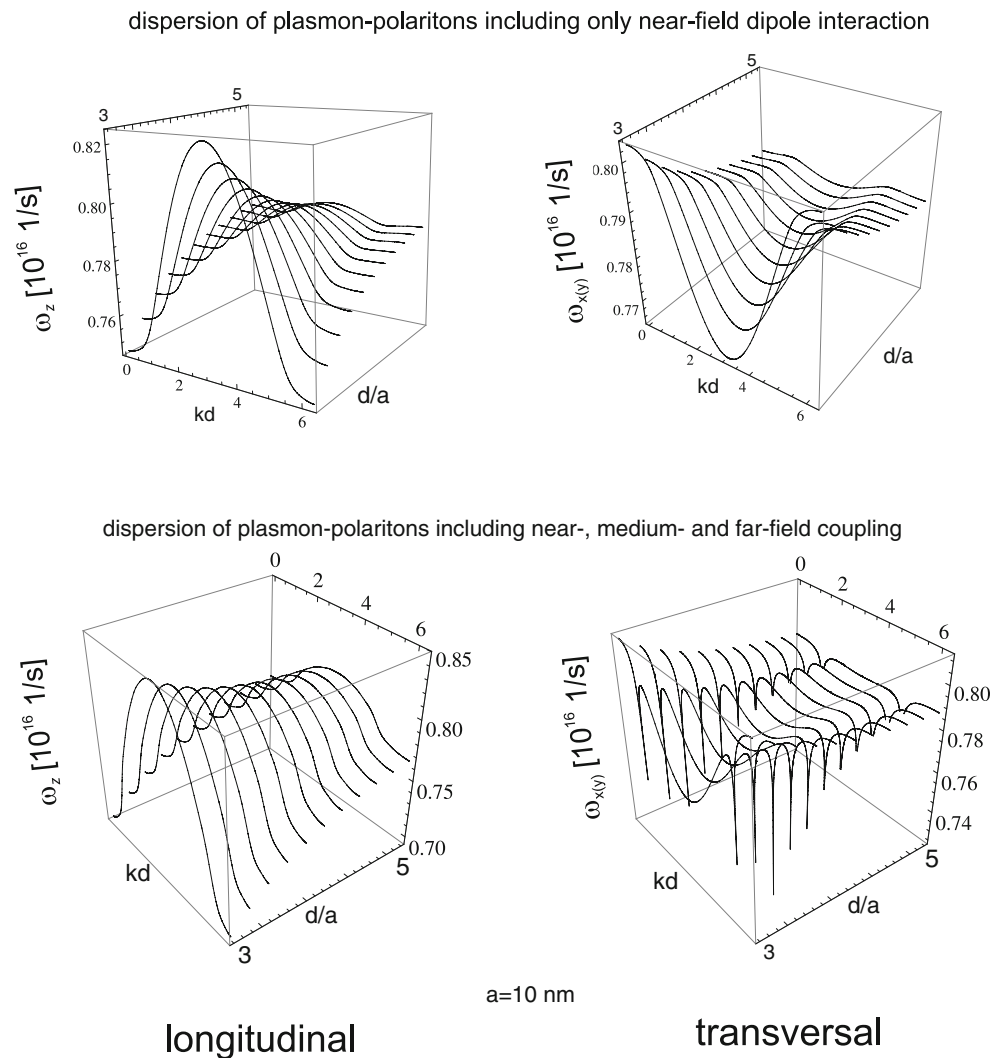 dispersion of plasmon-polaritons including only near-field dipole interaction
3
5
0.82
0.80
0.78
0.76
ω_z [10^16 1/s]
0
2
4
6
kd
d/a
5
3
0.80
0.79
0.78
0.77
ω_x(y) [10^16 1/s]
0
2
4
6
kd
d/a
dispersion of plasmon-polaritons including near-, medium- and far-field coupling
0
2
4
6
ω_z [10^16 1/s]
0.85
0.80
0.75
0.70
kd
d/a
5
3
0
2
4
6
ω_x(y) [10^16 1/s]
0.80
0.78
0.76
0.74
kd
d/a
5
3
a=10 nm
longitudinal
transversal